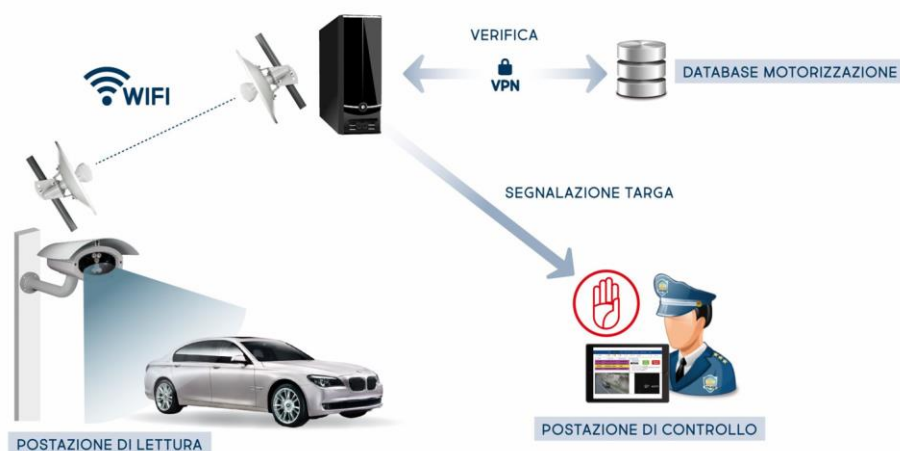 VERIFICA
WIFI
VPN
DATABASE MOTORIZZAZIONE
SEGNALAZIONE TARGA
POSTAZIONE DI CONTROLLO
POSTAZIONE DI LETTURA